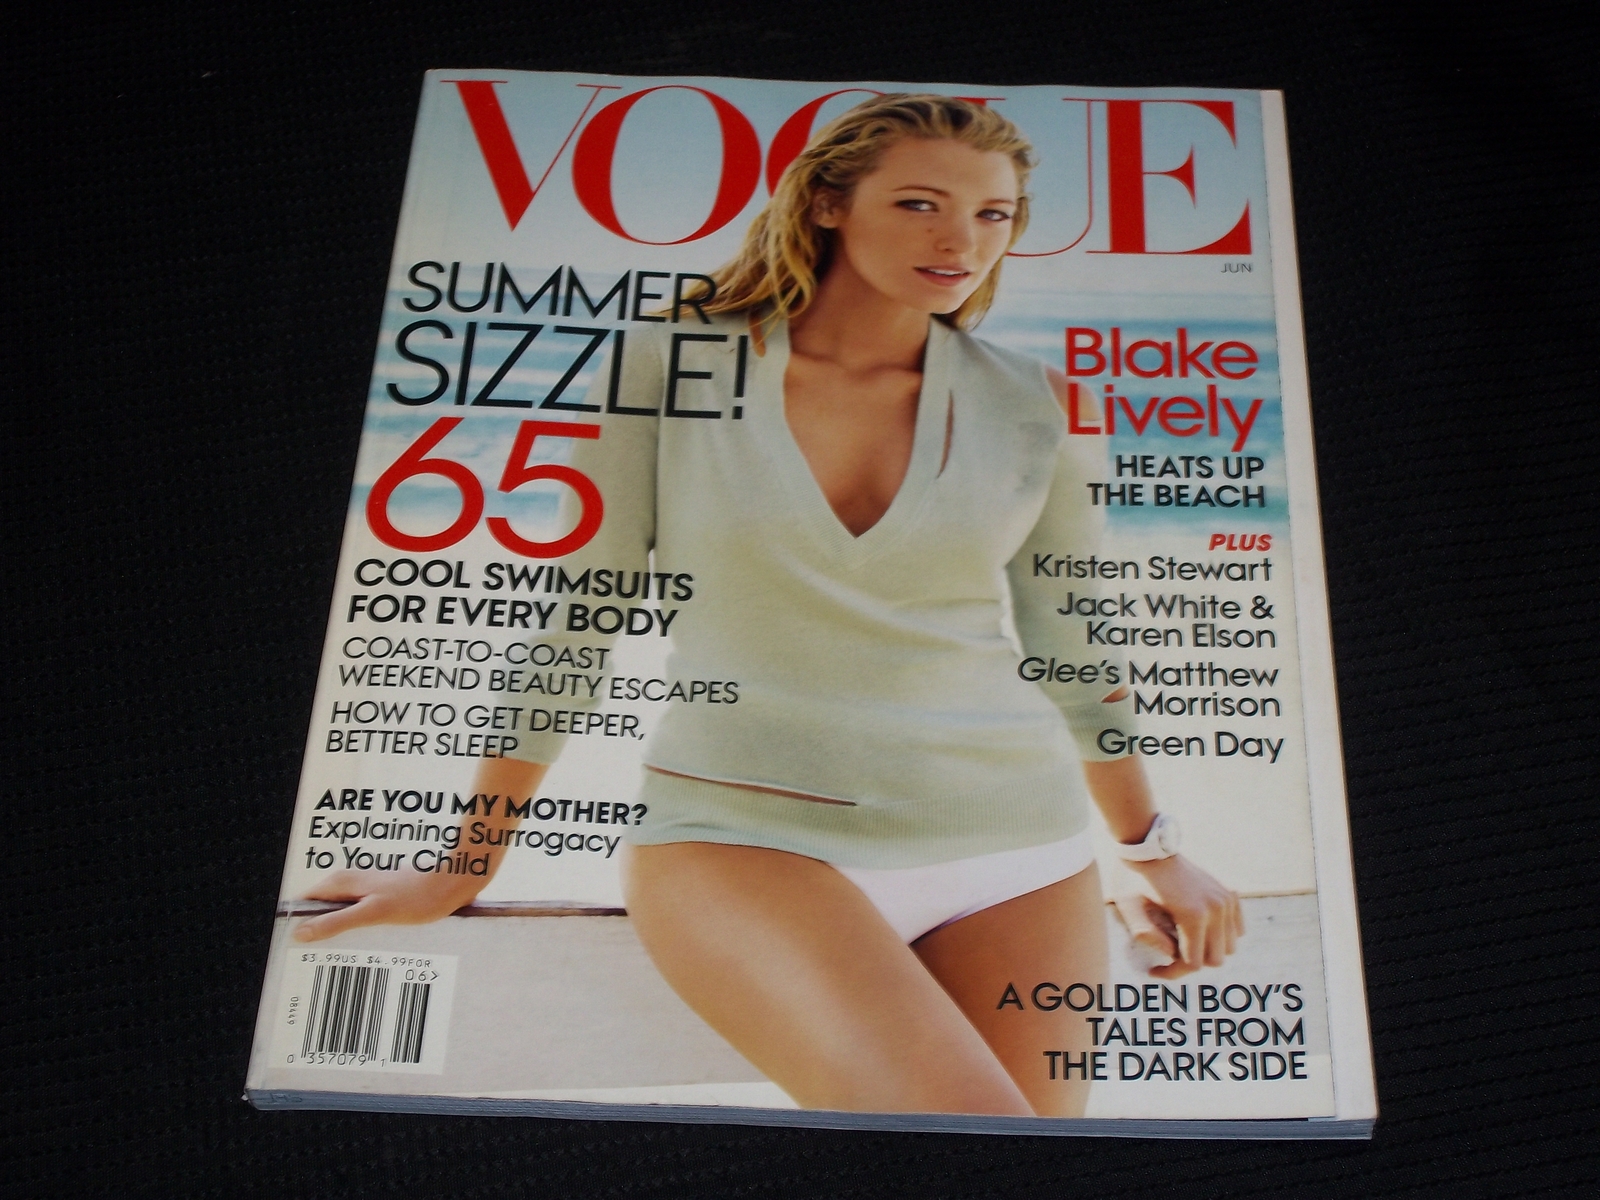 VOGUE
JUN
SUMMER
SIZZLE!
65
COOL SWIMSUITS
FOR EVERY BODY
COAST-TO-COAST
WEEKEND BEAUTY ESCAPES
HOW TO GET DEEPER,
BETTER SLEEP
ARE YOU MY MOTHER?
Explaining Surrogacy
to Your Child
$3.99US $4.99FOR
06>
08449
0 357079 1
Blake
Lively
HEATS UP
THE BEACH
PLUS
Kristen Stewart
Jack White &
Karen Elson
Glee's Matthew
Morrison
Green Day
A GOLDEN BOY'S
TALES FROM
THE DARK SIDE